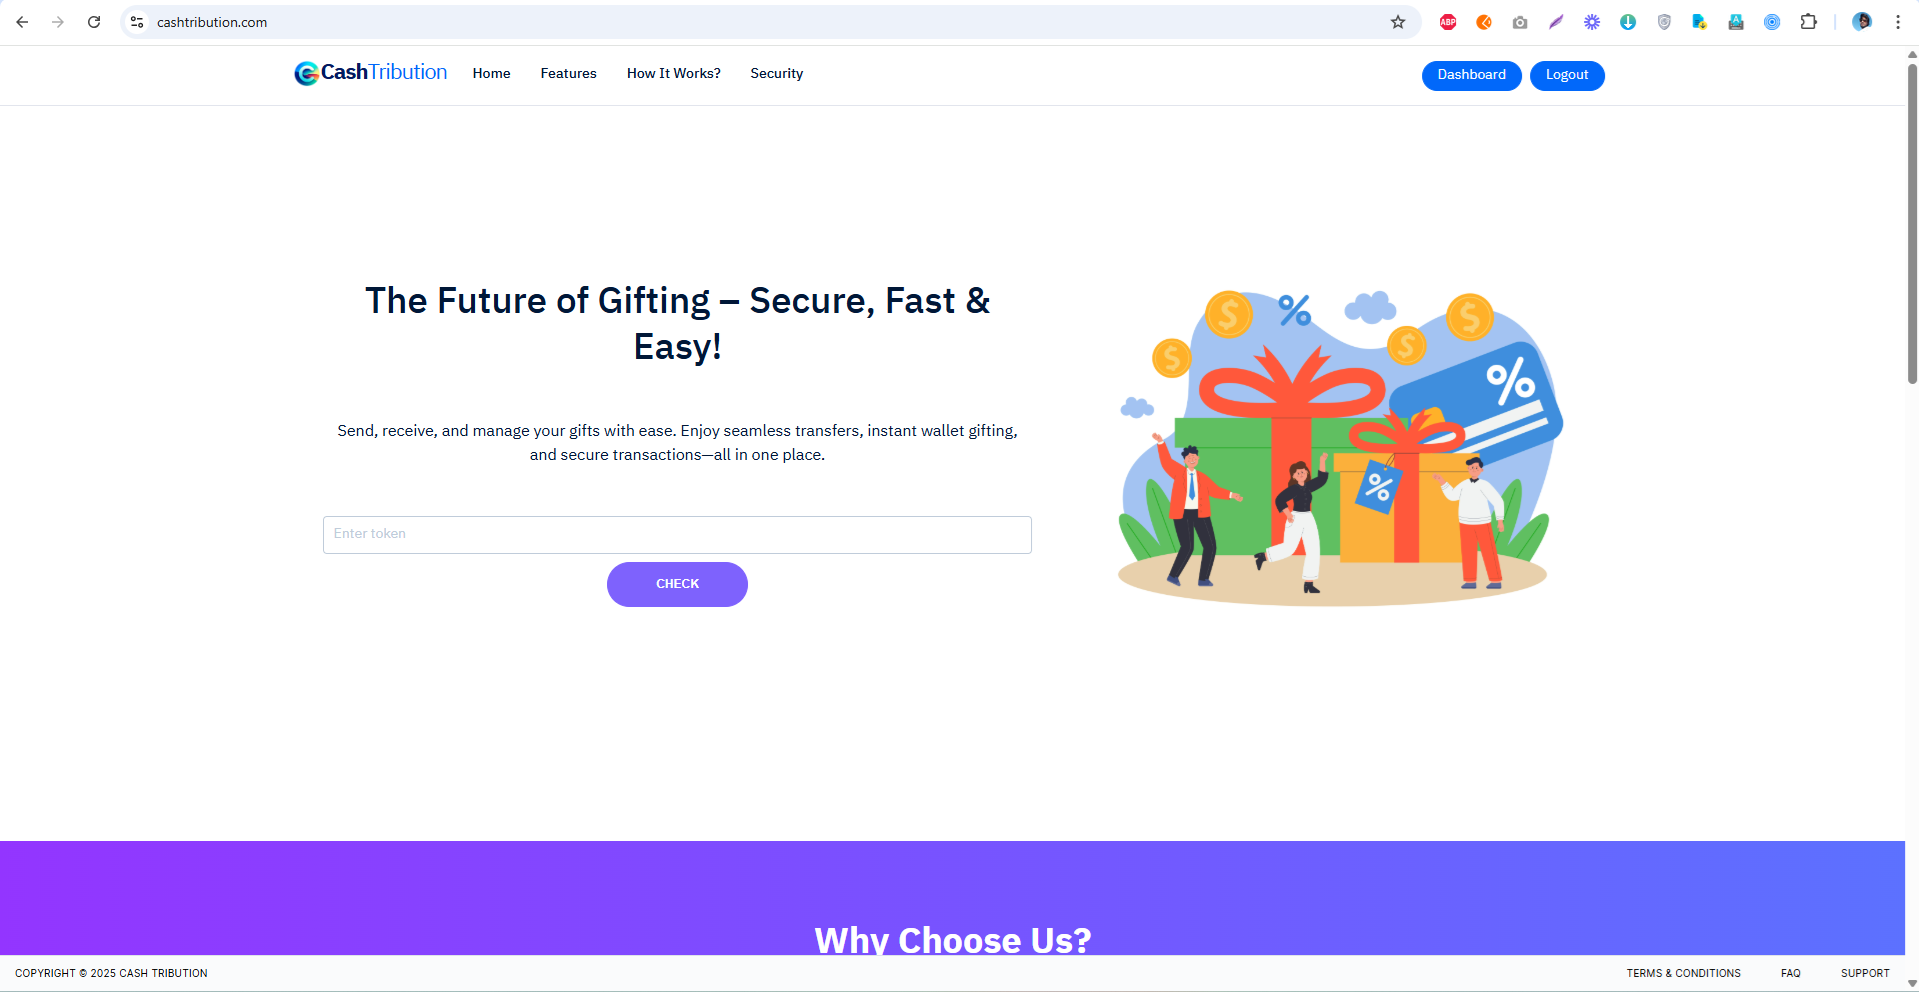 cashtribution.com
ABP
CashTribution
Home
Features
How It Works?
Security
Dashboard
Logout
The Future of Gifting – Secure, Fast &
Easy!
Send, receive, and manage your gifts with ease. Enjoy seamless transfers, instant wallet gifting,
and secure transactions—all in one place.
Enter token
CHECK
$
%
$
$
$
%
%
Why Choose Us?
COPYRIGHT © 2025 CASH TRIBUTION
TERMS & CONDITIONS
FAQ
SUPPORT